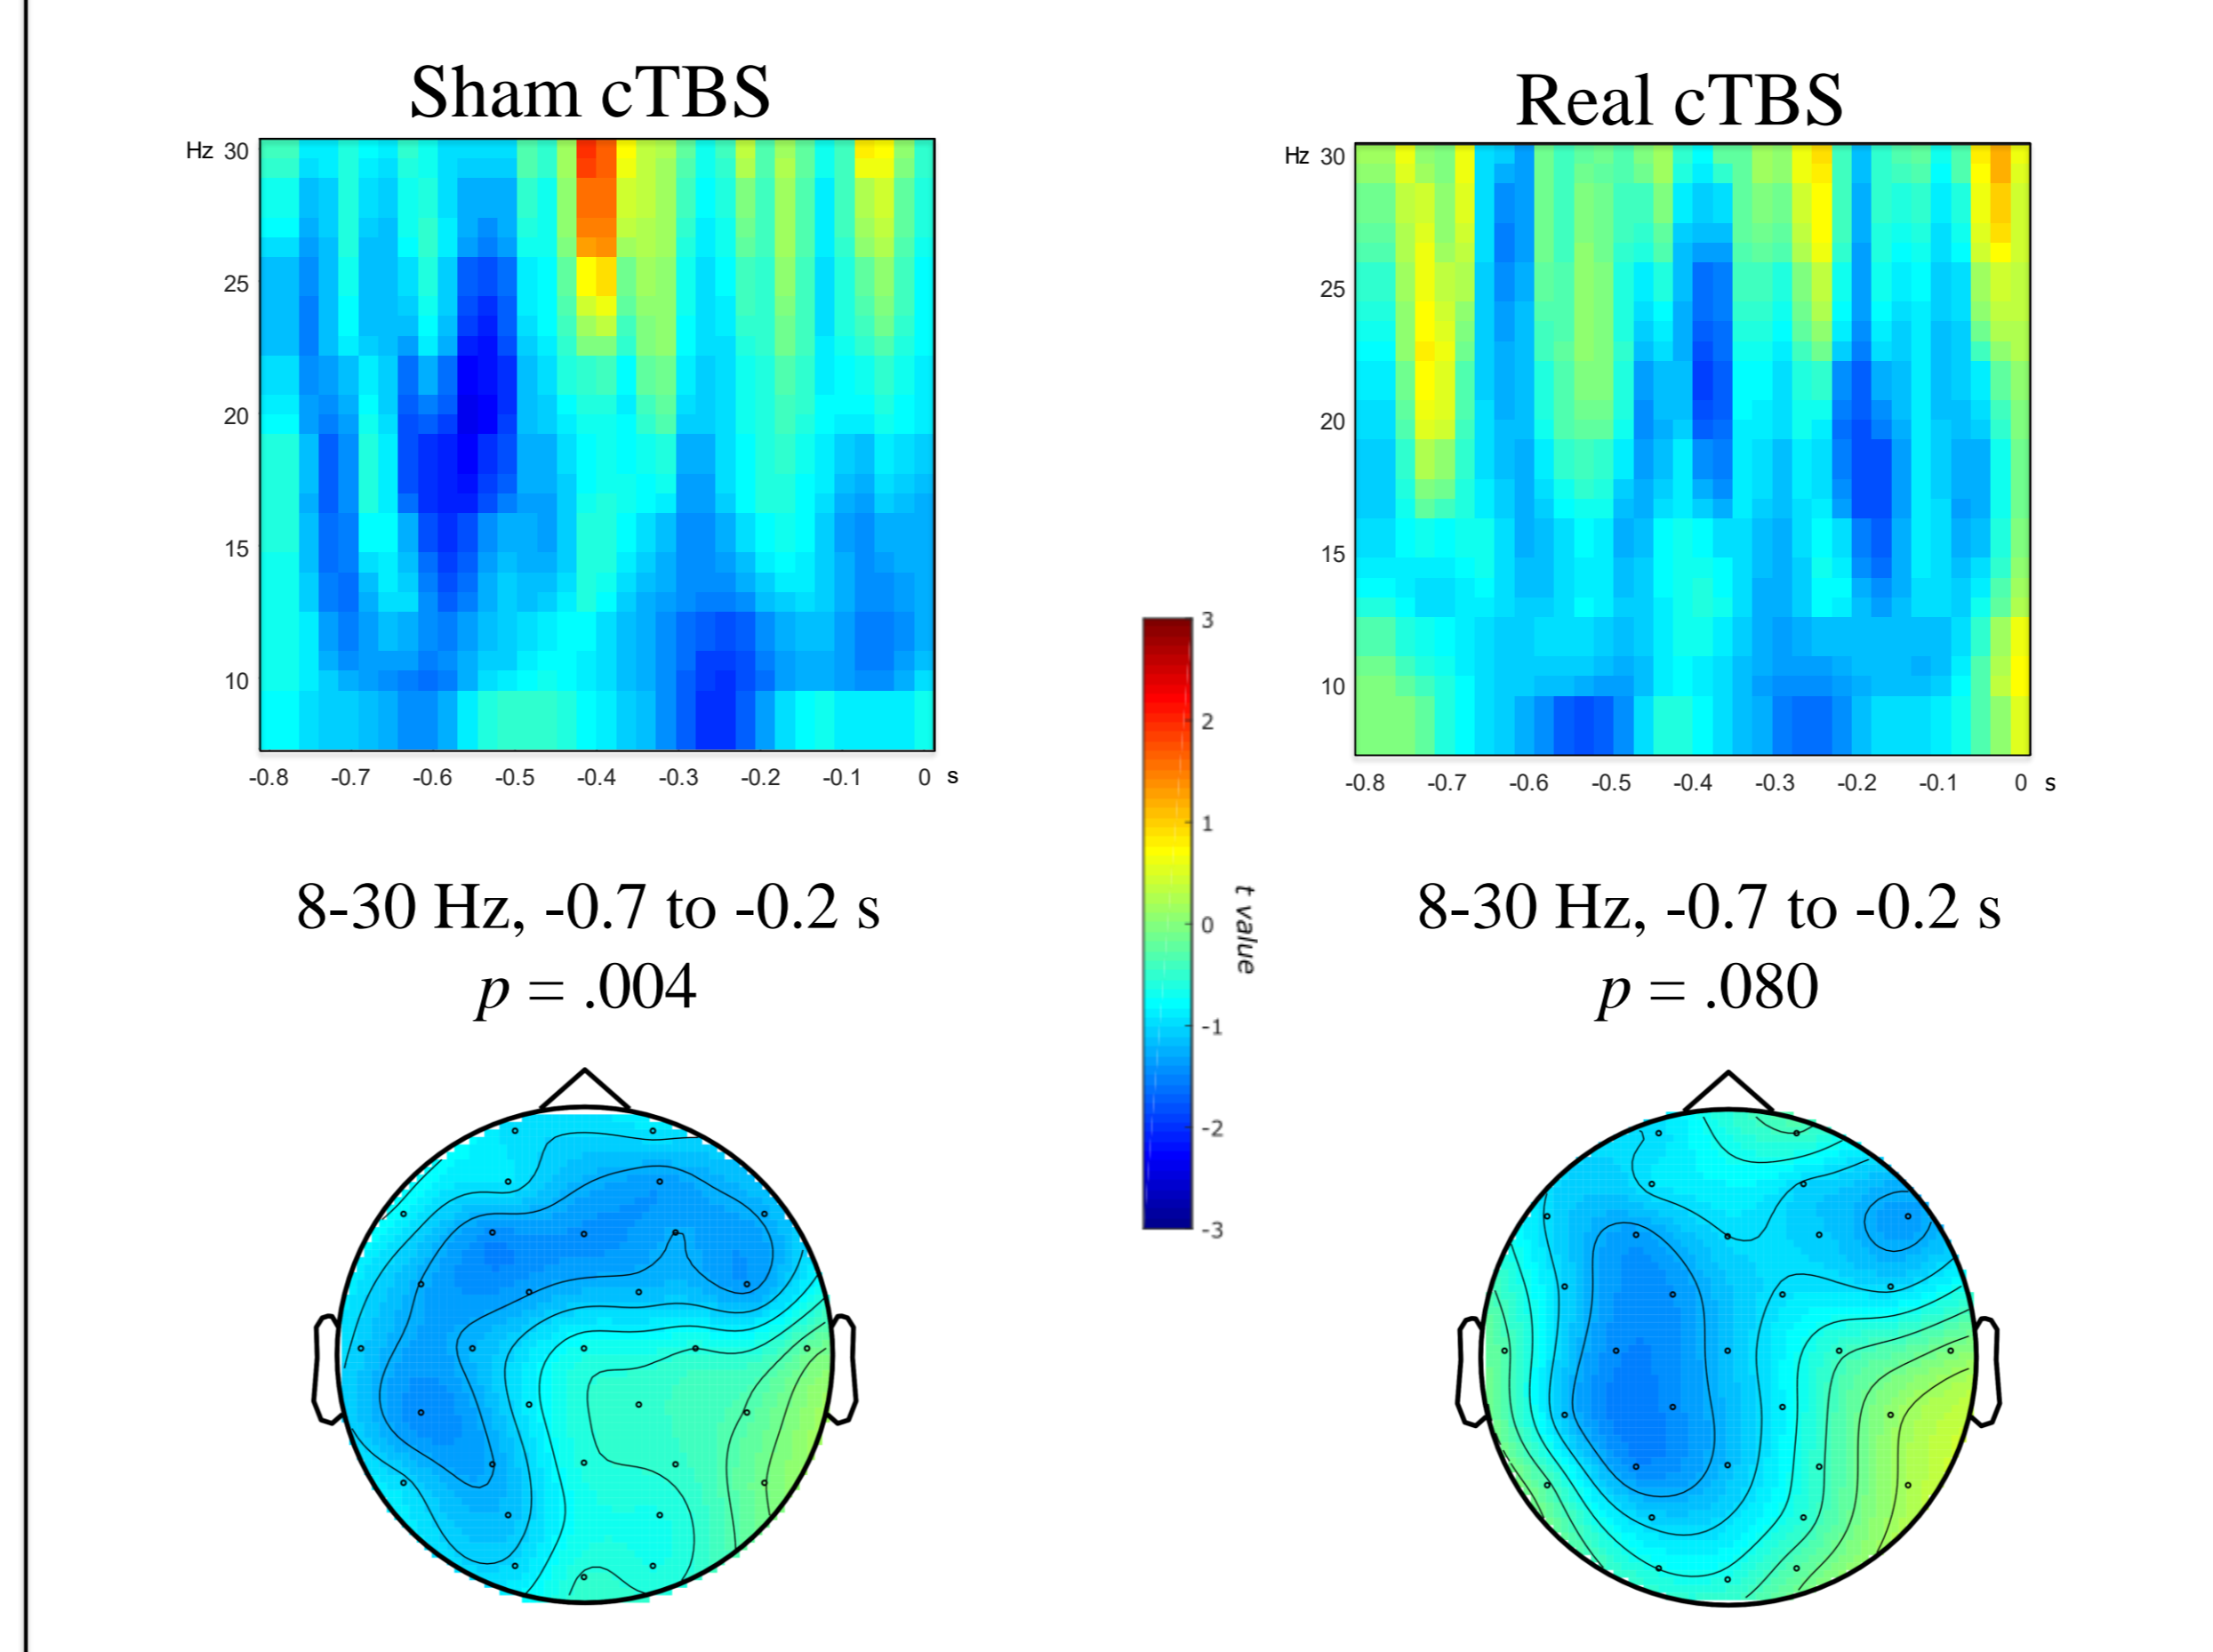 Sham cTBS
Hz 30
25
20
15
10
-0.8 -0.7 -0.6 -0.5 -0.4 -0.3 -0.2 -0.1 0 s
8-30 Hz, -0.7 to -0.2 s
p = .004
3
2
1
0
-1
-2
-3
t value
Real cTBS
Hz 30
25
20
15
10
-0.8 -0.7 -0.6 -0.5 -0.4 -0.3 -0.2 -0.1 0 s
8-30 Hz, -0.7 to -0.2 s
p = .080